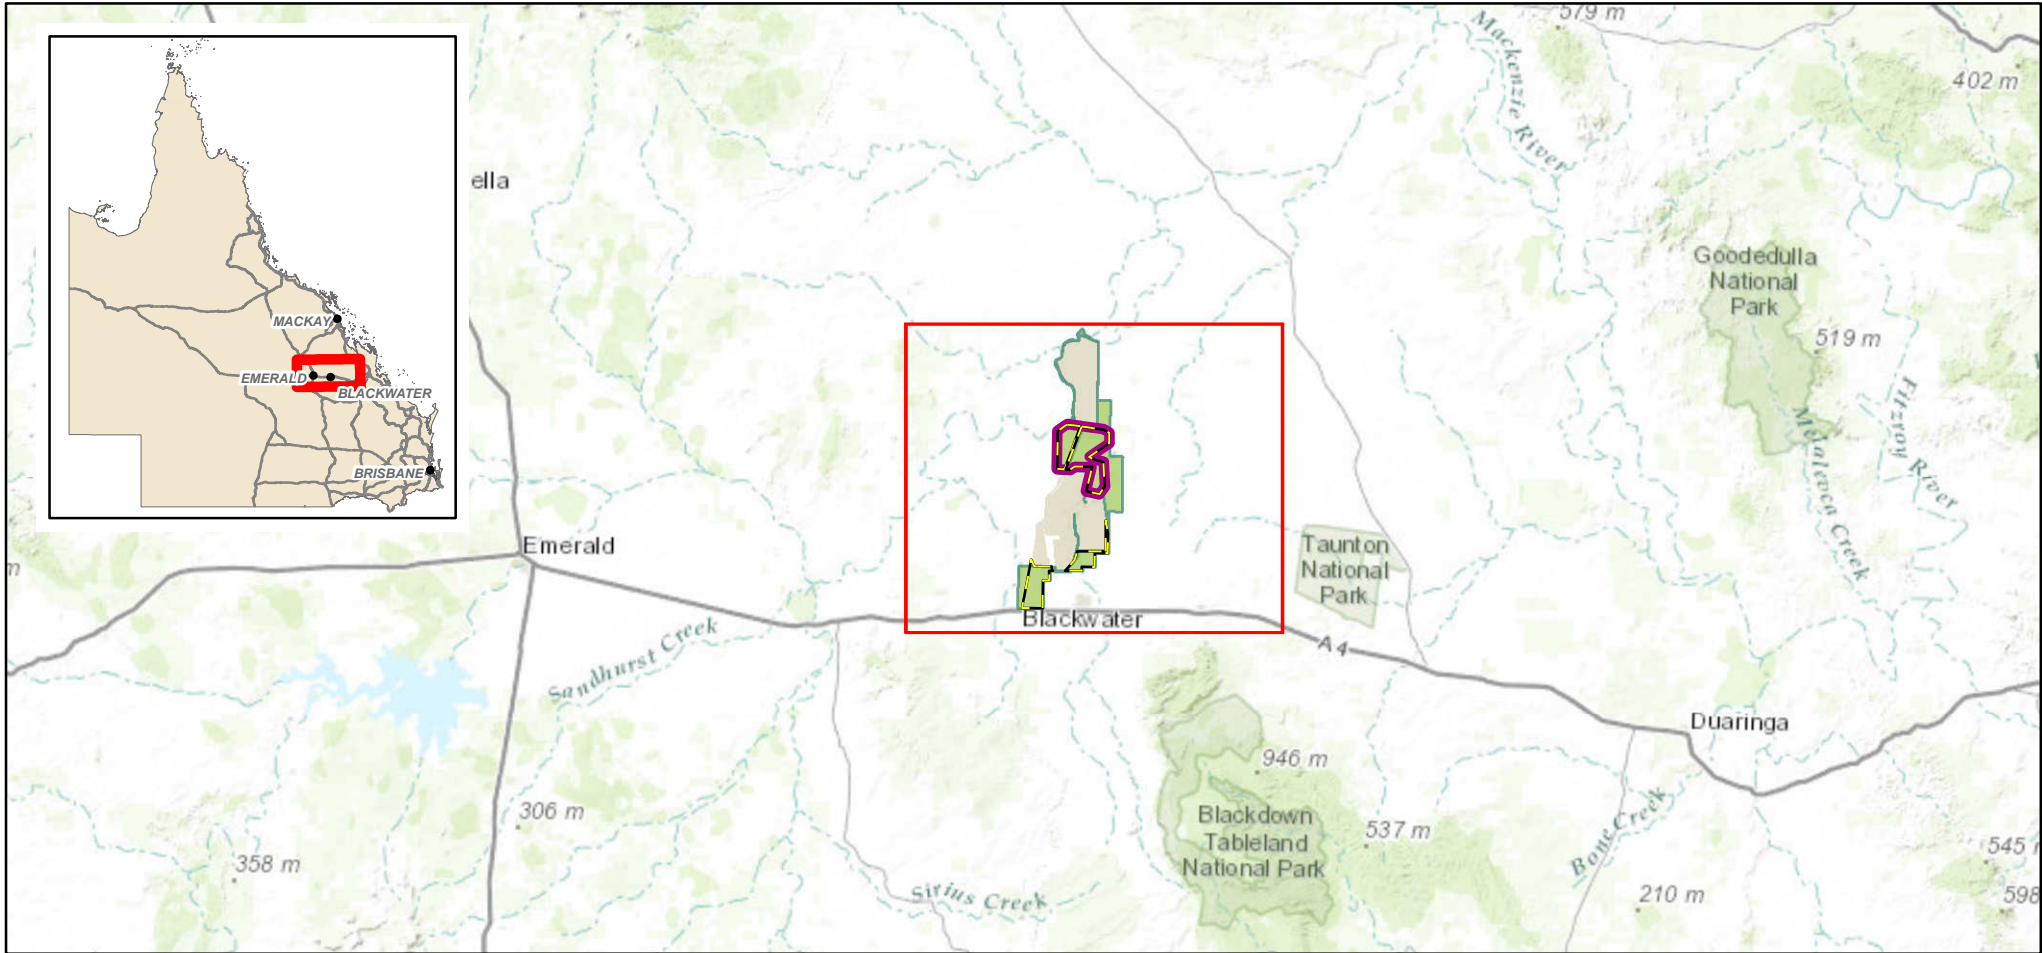 579 m
Mackenzie River
402 m
ella
MACKAY
EMERALD
BLACKWATER
BRISBANE
Goodedulla
National
Park
519 m
Fitzroy River
Melaleuca Creek
Emerald
Taunton
National
Park
Blackwater
A4
Sandhurst Creek
Duaringa
946 m
306 m
Blackdown
Tableland
National Park
537 m
Bone Creek
358 m
Sirius Creek
210 m
545
598
m